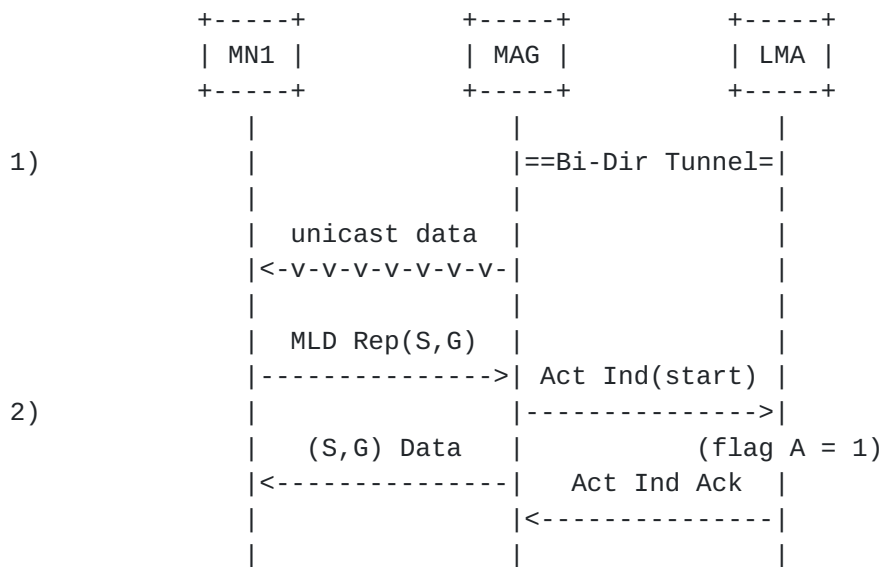 +-----+          +-----+          +-----+
| MN1 |          | MAG |          | LMA |
+-----+          +-----+          +-----+
   |                |                |
1)             |                |==Bi-Dir Tunnel=|
   |                |                |
   |  unicast data  |                |
   |<-v-v-v-v-v-v-v-|                |
   |                |                |
   |  MLD Rep(S,G)  |                |
   |--------------->| Act Ind(start) |
2)             |                |--------------->|
   |   (S,G) Data   |           (flag A = 1)
   |<---------------|   Act Ind Ack  |
   |                |<---------------|
   |                |                |